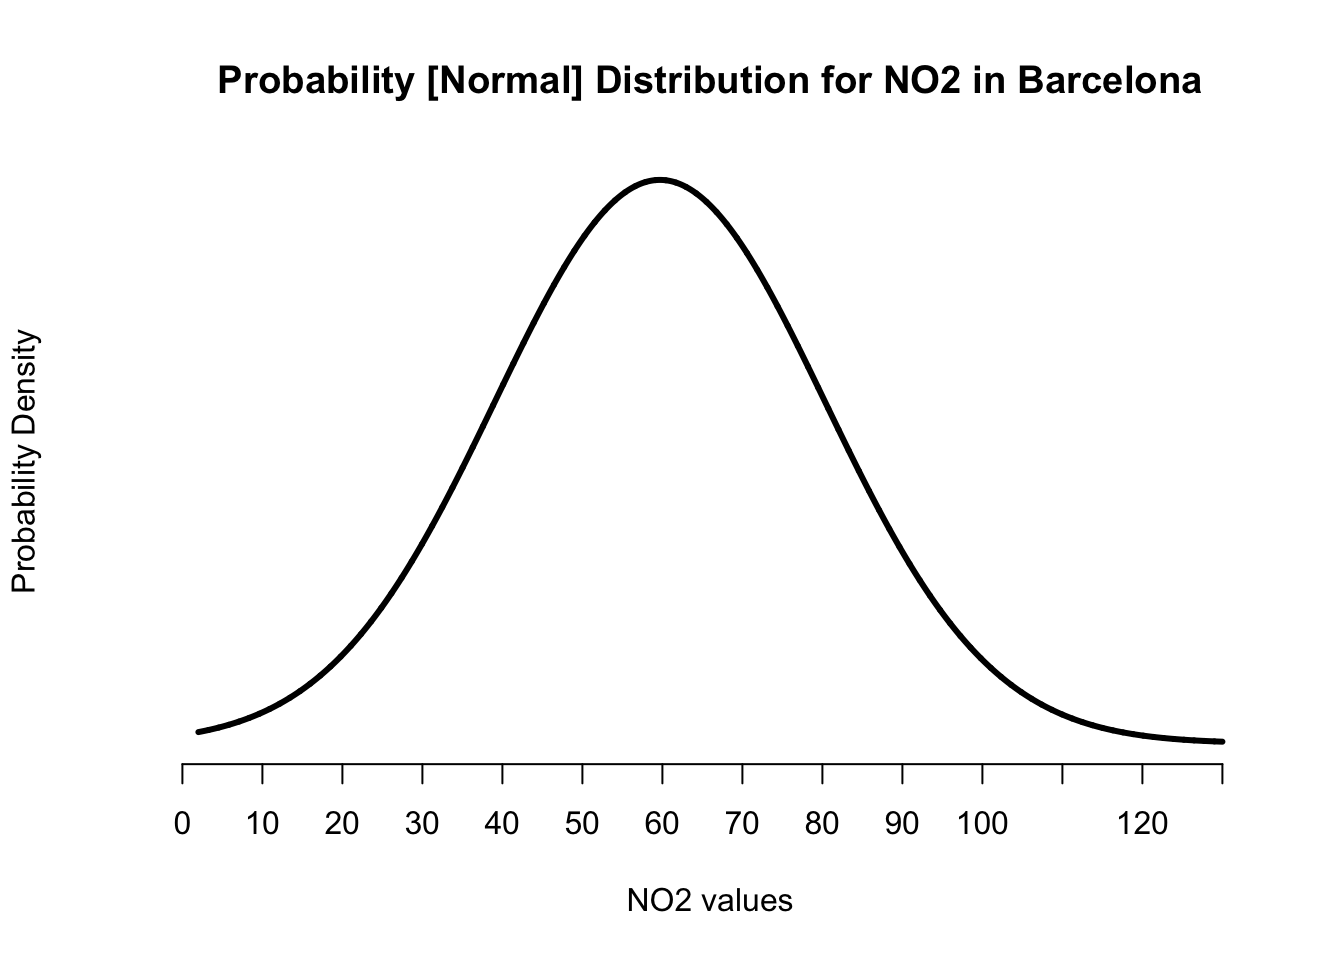 Probability [Normal] Distribution for NO2 in Barcelona
Probability Density
0 10 20 30 40 50 60 70 80 90 100 120
NO2 values